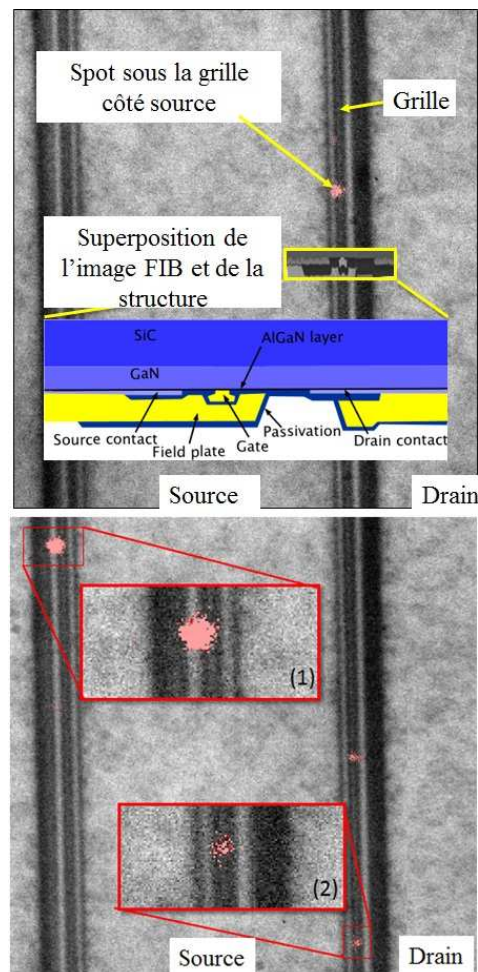 Spot sous la grille
côté source
Grille
Superposition de
l'image FIB et de la
structure
SiC
AlGaN layer
GaN
Source contact
Field plate
Gate
Passivation
Drain contact
Source
Drain
(1)
(2)
Source
Drain